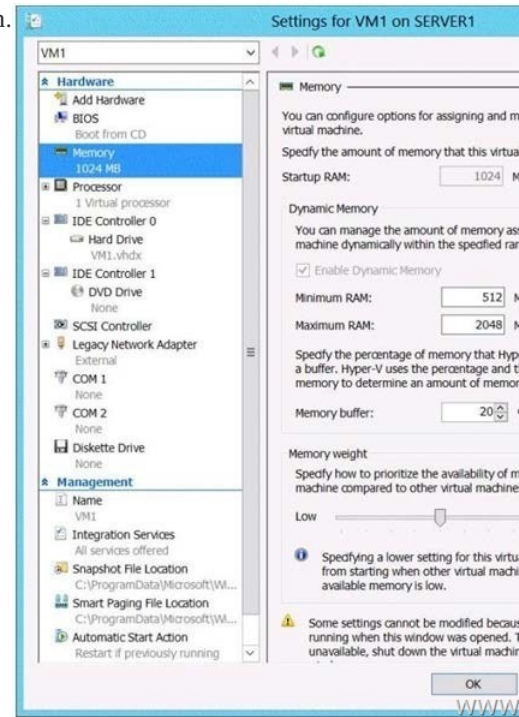 n.
Settings for VM1 on SERVER1
VM1
Hardware
Add Hardware
BIOS
Boot from CD
Memory
1024 MB
Processor
1 Virtual processor
IDE Controller 0
Hard Drive
VM1.vhdx
IDE Controller 1
DVD Drive
None
SCSI Controller
Legacy Network Adapter
External
COM 1
None
COM 2
None
Diskette Drive
None
Management
Name
VM1
Integration Services
All services offered
Snapshot File Location
C:\ProgramData\Microsoft\Wi...
Smart Paging File Location
C:\ProgramData\Microsoft\Wi...
Automatic Start Action
Restart if previously running
Memory
You can configure options for assigning and m
virtual machine.
Specify the amount of memory that this virtua
Startup RAM: 1024 M
Dynamic Memory
You can manage the amount of memory ass
machine dynamically within the specified ran
Enable Dynamic Memory
Minimum RAM: 512 M
Maximum RAM: 2048 M
Specify the percentage of memory that Hype
a buffer. Hyper-V uses the percentage and t
memory to determine an amount of memor
Memory buffer: 20
Memory weight
Specify how to prioritize the availability of m
machine compared to other virtual machine
Low
Specifying a lower setting for this virtu
from starting when other virtual machi
available memory is low.
Some settings cannot be modified becaus
running when this window was opened. T
unavailable, shut down the virtual machin
OK
www